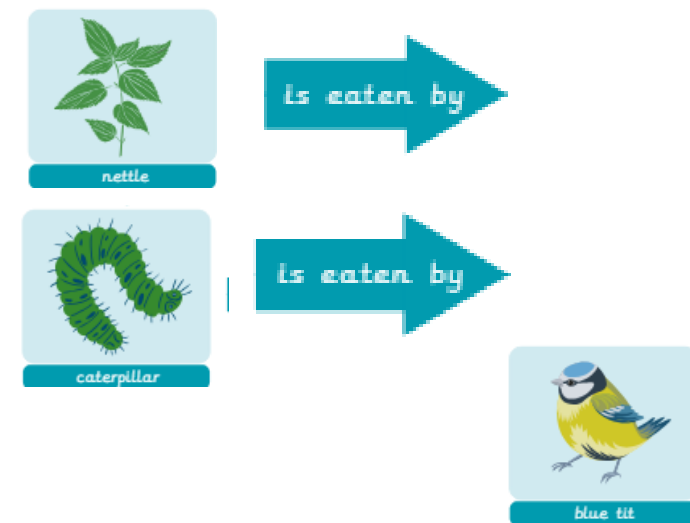 is eaten by
nettle
is eaten by
caterpillar
blue tit